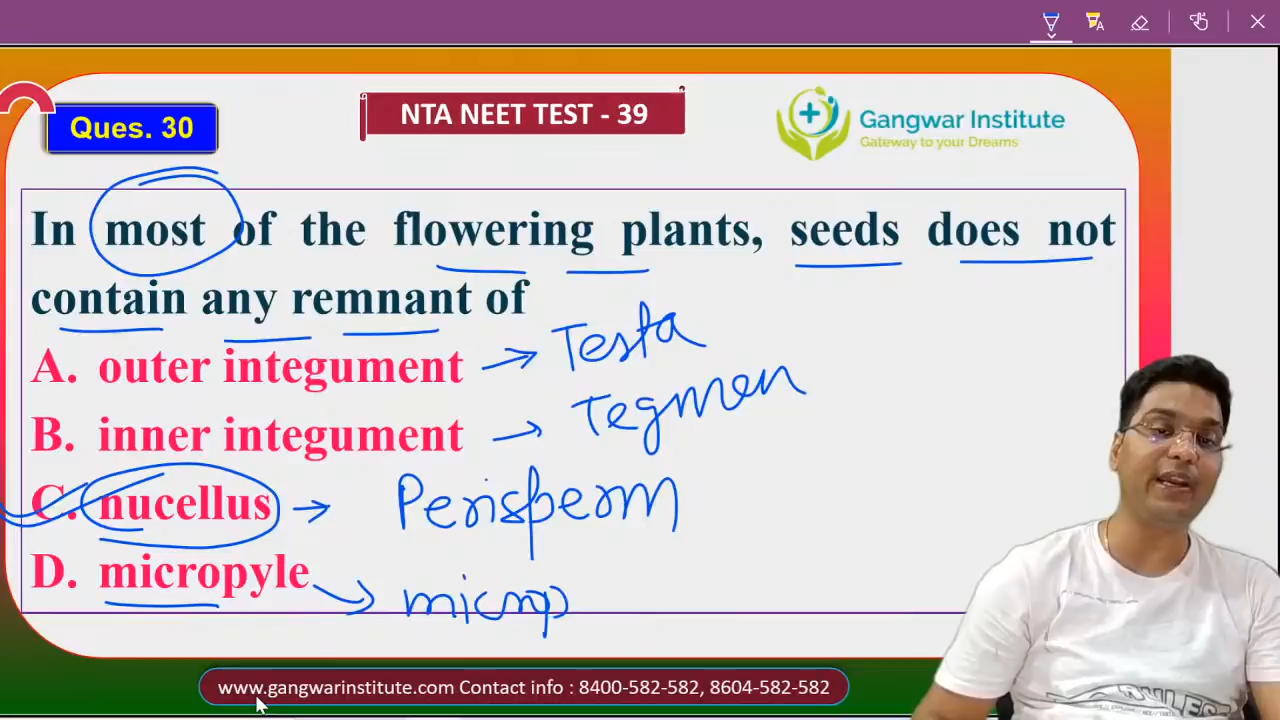 Ques. 30
NTA NEET TEST - 39
Gangwar Institute
Gateway to your Dreams
In most of the flowering plants, seeds does not
contain any remnant of
A. outer integument → Testa
B. inner integument → Tegmen
C. nucellus → Perisperm
D. micropyle → microp
www.gangwarinstitute.com Contact info : 8400-582-582, 8604-582-582